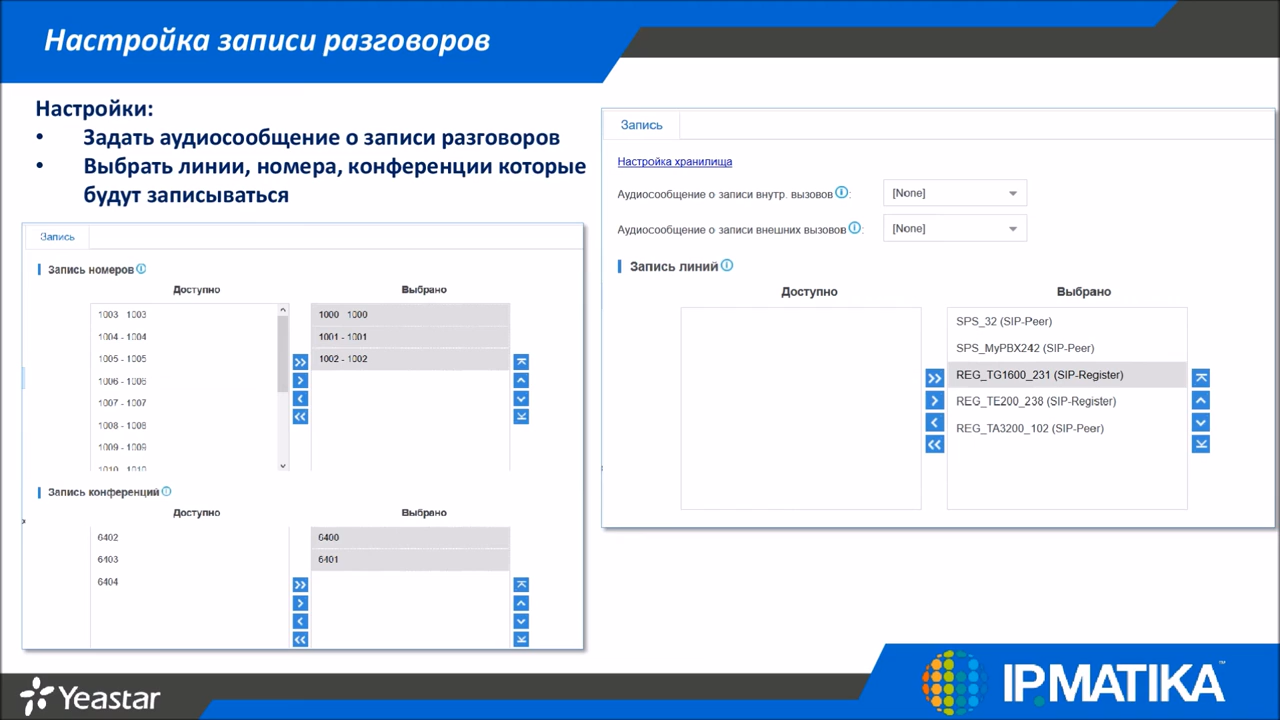 Настройка записи разговоров
Настройки:
• Задать аудиосообщение о записи разговоров
• Выбрать линии, номера, конференции которые
будут записываться
Запись
Запись номеров
Доступно
Выбрано
1003 - 1003
1004 - 1004
1005 - 1005
1006 - 1006
1007 - 1007
1008 - 1008
1009 - 1009
1010 - 1010
1000 - 1000
1001 - 1001
1002 - 1002
Запись конференций
Доступно
Выбрано
6402
6403
6404
6400
6401
Запись
Настройка хранилища
Аудиосообщение о записи внутр. вызовов : [None]
Аудиосообщение о записи внешних вызовов : [None]
Запись линий
Доступно
Выбрано
SPS_32 (SIP-Peer)
SPS_MyPBX242 (SIP-Peer)
REG_TG1600_231 (SIP-Register)
REG_TE200_238 (SIP-Register)
REG_TA3200_102 (SIP-Peer)
Yeastar
IPMATIKA™